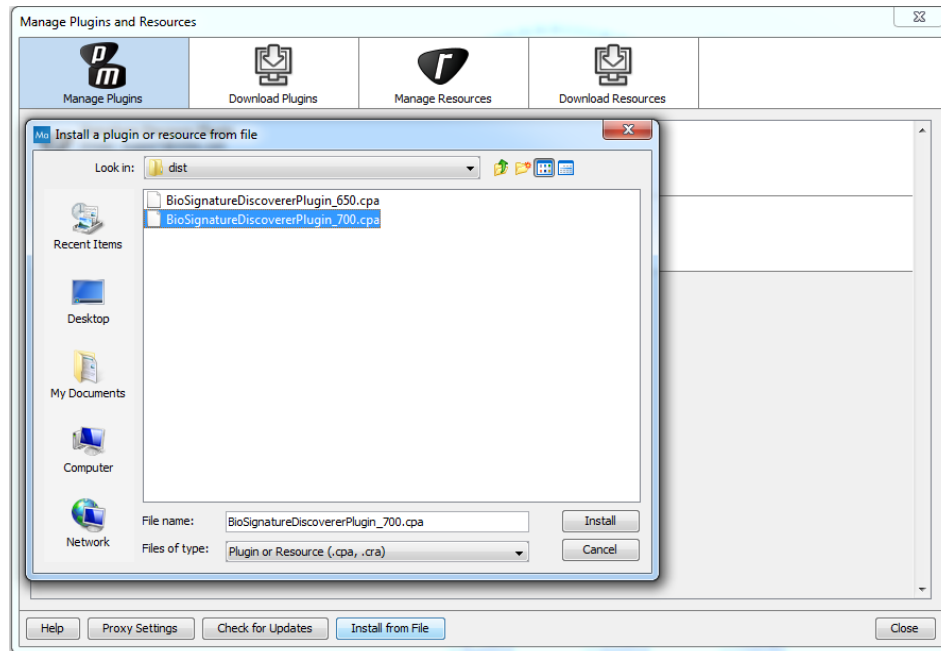 Manage Plugins and Resources
Manage Plugins
Download Plugins
Manage Resources
Download Resources
Ma Install a plugin or resource from file
Look in: dist
BioSignatureDiscovererPlugin_650.cpa
BioSignatureDiscovererPlugin_700.cpa
Recent Items
Desktop
My Documents
Computer
Network
File name: BioSignatureDiscovererPlugin_700.cpa Install
Files of type: Plugin or Resource (.cpa, .cra) Cancel
Help Proxy Settings Check for Updates Install from File Close